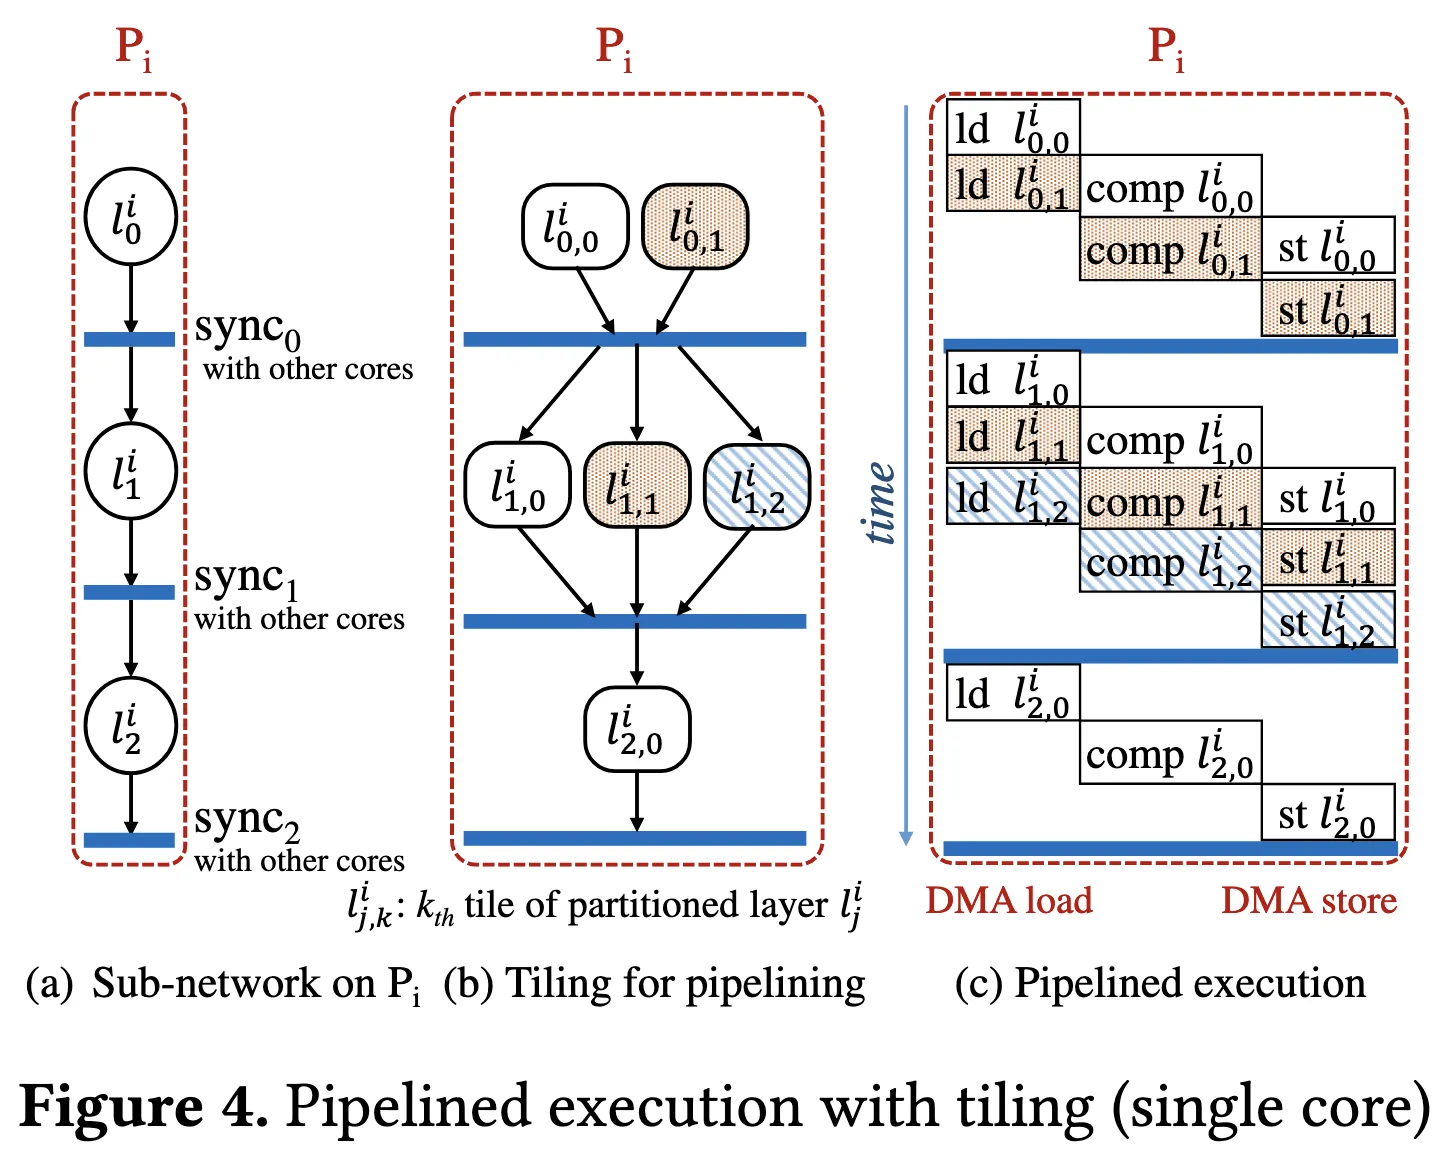 P_i
l_0^i
sync_0
with other cores
l_1^i
sync_1
with other cores
l_2^i
sync_2
with other cores
P_i
l_{0,0}^i l_{0,1}^i
l_{1,0}^i l_{1,1}^i l_{1,2}^i
l_{2,0}^i
l_{j,k}^i: k_{th} tile of partitioned layer l_j^i
P_i
time
ld l_{0,0}^i
ld l_{0,1}^i comp l_{0,0}^i
comp l_{0,1}^i st l_{0,0}^i
st l_{0,1}^i
ld l_{1,0}^i
ld l_{1,1}^i comp l_{1,0}^i
ld l_{1,2}^i comp l_{1,1}^i st l_{1,0}^i
comp l_{1,2}^i st l_{1,1}^i
st l_{1,2}^i
ld l_{2,0}^i
comp l_{2,0}^i
st l_{2,0}^i
DMA load DMA store
(a) Sub-network on P_i (b) Tiling for pipelining (c) Pipelined execution
Figure 4. Pipelined execution with tiling (single core)